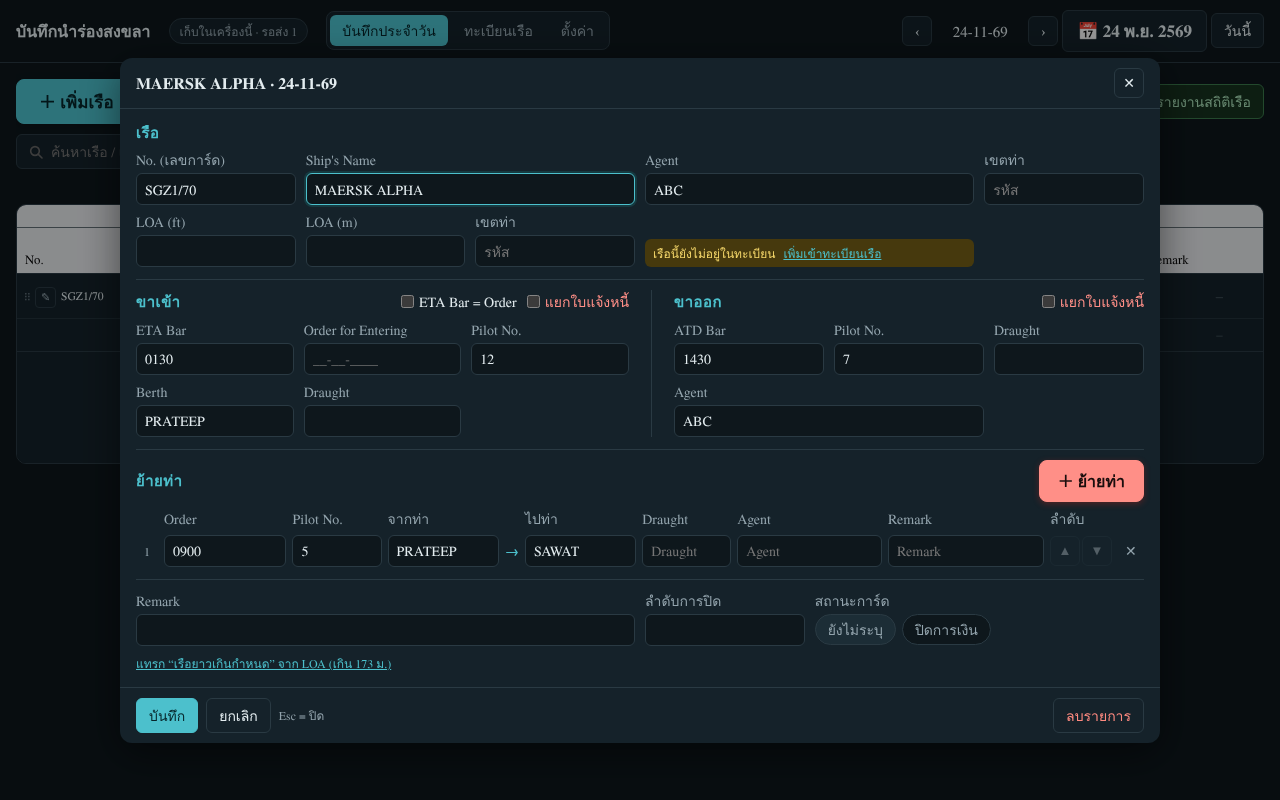 บันทึกนำร่องสงขลา
เก็บในเครื่องนี้ · รอส่ง 1
บันทึกประจำวัน ทะเบียนเรือ ตั้งค่า
‹ 24-11-69 › 📅 24 พ.ย. 2569 วันนี้
+ เพิ่มเรือ
รายงานสถิติเรือ
ค้นหาเรือ /
No.
SGZ1/70
MAERSK ALPHA · 24-11-69 ✕
เรือ
No. (เลขการ์ด) Ship's Name Agent เขตท่า
SGZ1/70 MAERSK ALPHA ABC รหัส
LOA (ft) LOA (m) เขตท่า
รหัส เรือนี้ยังไม่อยู่ในทะเบียน เพิ่มเข้าทะเบียนเรือ
ขาเข้า ETA Bar = Order แยกใบแจ้งหนี้
ETA Bar Order for Entering Pilot No.
0130 __-__-____ 12
Berth Draught
PRATEEP
ขาออก แยกใบแจ้งหนี้
ATD Bar Pilot No. Draught
1430 7
Agent
ABC
ย้ายท่า + ย้ายท่า
Order Pilot No. จากท่า ไปท่า Draught Agent Remark ลำดับ
1 0900 5 PRATEEP → SAWAT Draught Agent Remark ▲ ▼ ✕
Remark ลำดับการปิด สถานะการ์ด
ยังไม่ระบุ ปิดการเงิน
แทรก “เรือยาวเกินกำหนด” จาก LOA (เกิน 173 ม.)
บันทึก ยกเลิก Esc = ปิด ลบรายการ